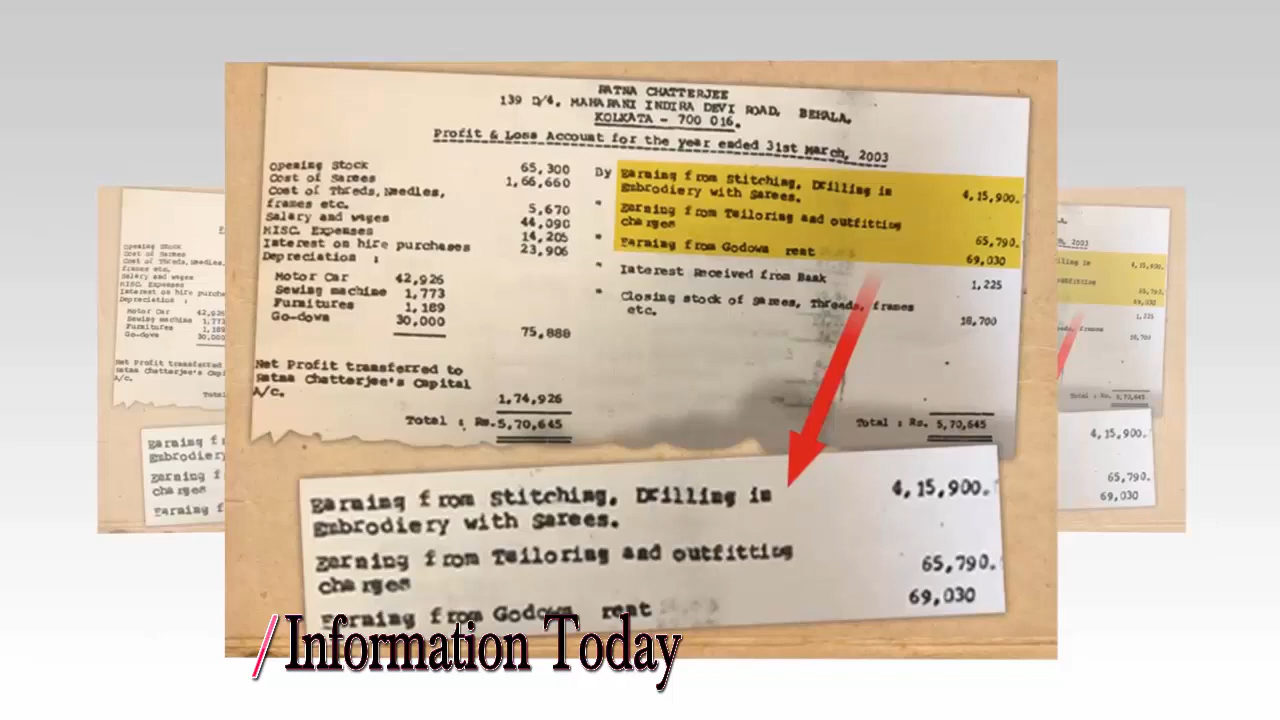 RATNA CHATTERJEE
139 D/4, MAHARANI INDIRA DEVI ROAD, BEHALA,
KOLKATA - 700 016.
Profit & Loss Account for the year ended 31st March, 2003
Opening Stock 65,300
Cost of Sarees 1,66,660
Cost of Threds,Needles,
frames etc. 5,670
Salary and wages 44,090
MISC. Expenses 14,205
Interest on hire purchases 23,906
Depreciation :
Motor Car 42,926
Sewing machine 1,773
Furnitures 1,189
Go-down 30,000
75,888
Net Profit transferred to
Ratna Chatterjee's Capital
A/c. 1,74,926
Total : Rs.5,70,645
By Earning from Stitching, Drilling in
Embrodiery with Sarees. 4,15,900.
" Earning from Tailoring and outfitting
charges 65,790.
" Earning from Godown rent 69,030
" Interest Received from Bank 1,225
" Closing stock of Sarees, Threads, frames
etc. 18,700
Total : Rs. 5,70,645
Earning from Stitching, Drilling in 4,15,900.
Embrodiery with Sarees.
Earning from Tailoring and outfitting 65,790.
charges
Earning from Godown rent 69,030
/Information Today